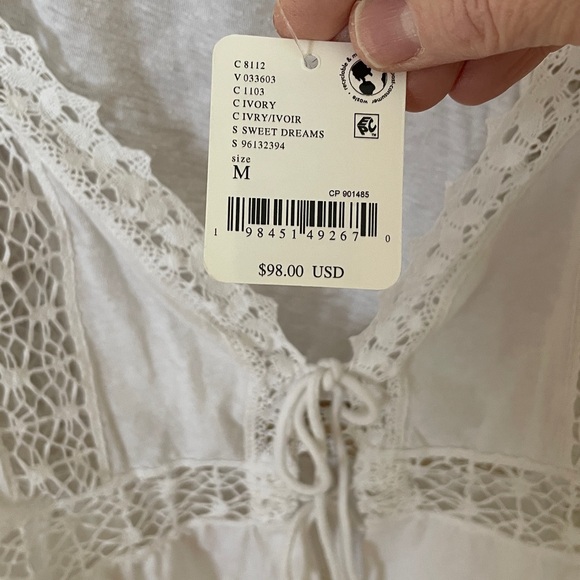 C 8112
V 033603
C 1103
C IVORY
C IVRY/IVOIR
S SWEET DREAMS
S 96132394
size
M
CP 901485
1 98451 49267 0
$98.00 USD